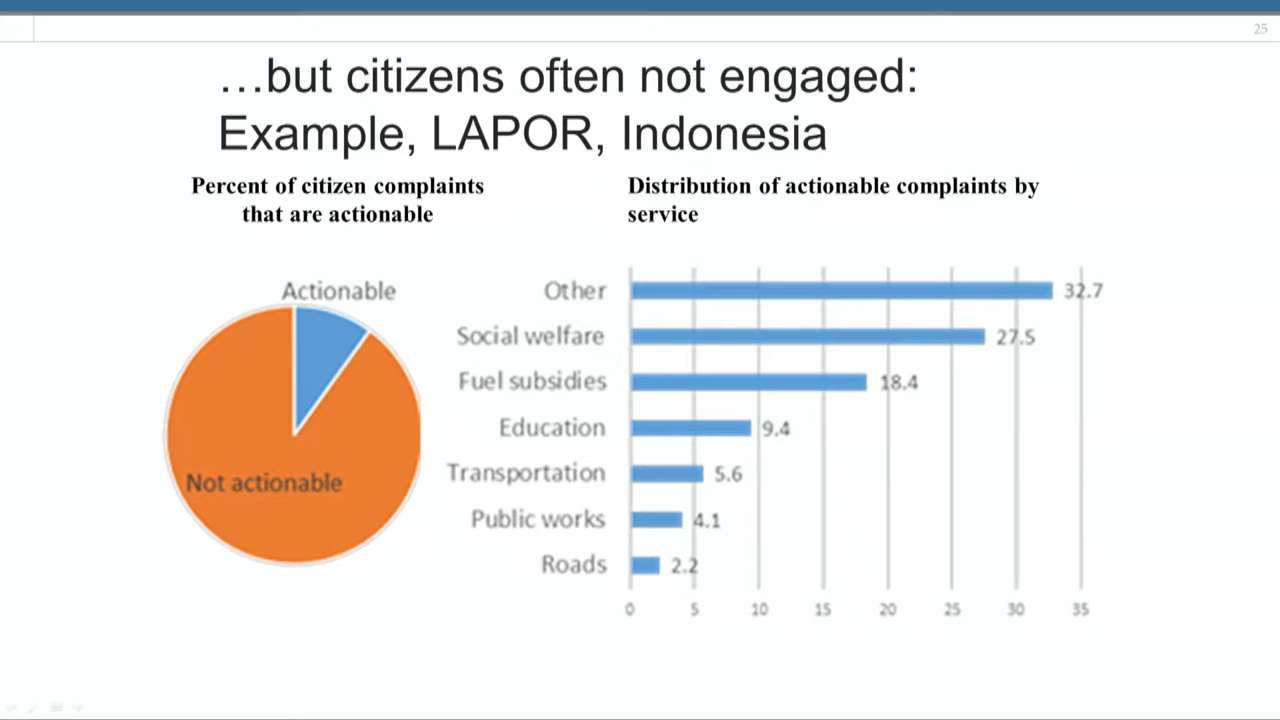 25
…but citizens often not engaged:
Example, LAPOR, Indonesia
Percent of citizen complaints
that are actionable
Actionable
Not actionable
Distribution of actionable complaints by
service
Other 32.7
Social welfare 27.5
Fuel subsidies 18.4
Education 9.4
Transportation 5.6
Public works 4.1
Roads 2.2
0 5 10 15 20 25 30 35